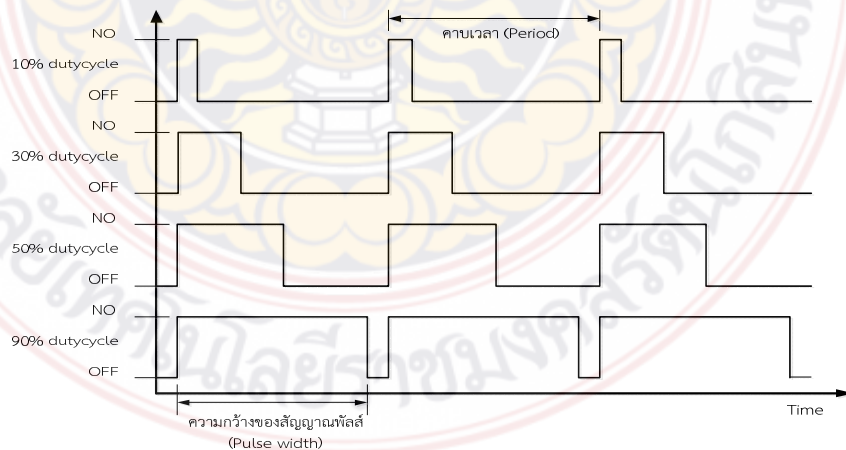 NO
คาบเวลา (Period)
10% dutycycle
OFF
NO
30% dutycycle
OFF
NO
50% dutycycle
OFF
NO
90% dutycycle
OFF
Time
ความกว้างของสัญญาณพัลส์
(Pulse width)